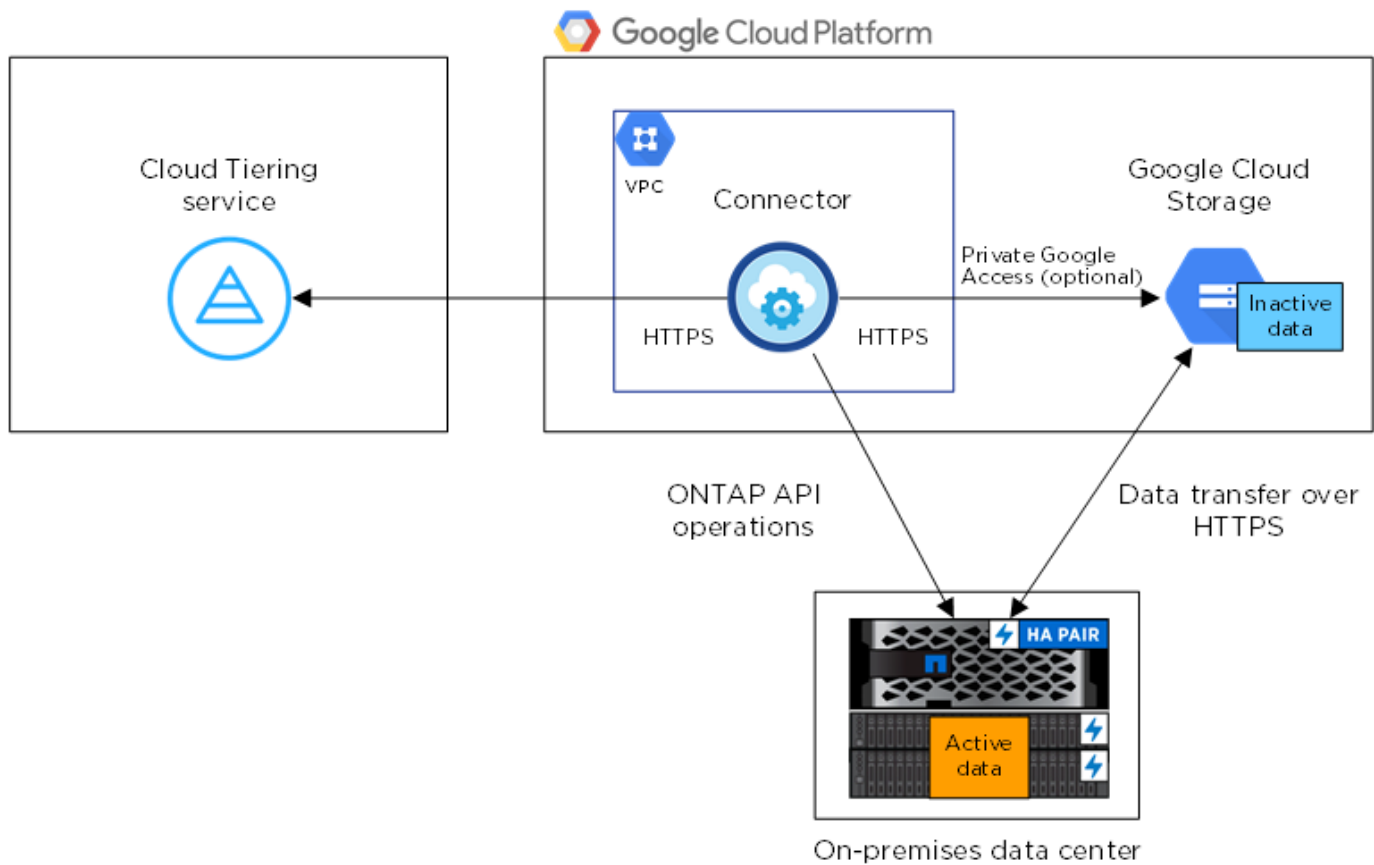 Google Cloud Platform
Cloud Tiering
service
VPC
Connector
Google Cloud
Storage
Private Google
Access (optional)
Inactive
data
HTTPS
HTTPS
ONTAP API
operations
Data transfer over
HTTPS
HA PAIR
Active
data
On-premises data center